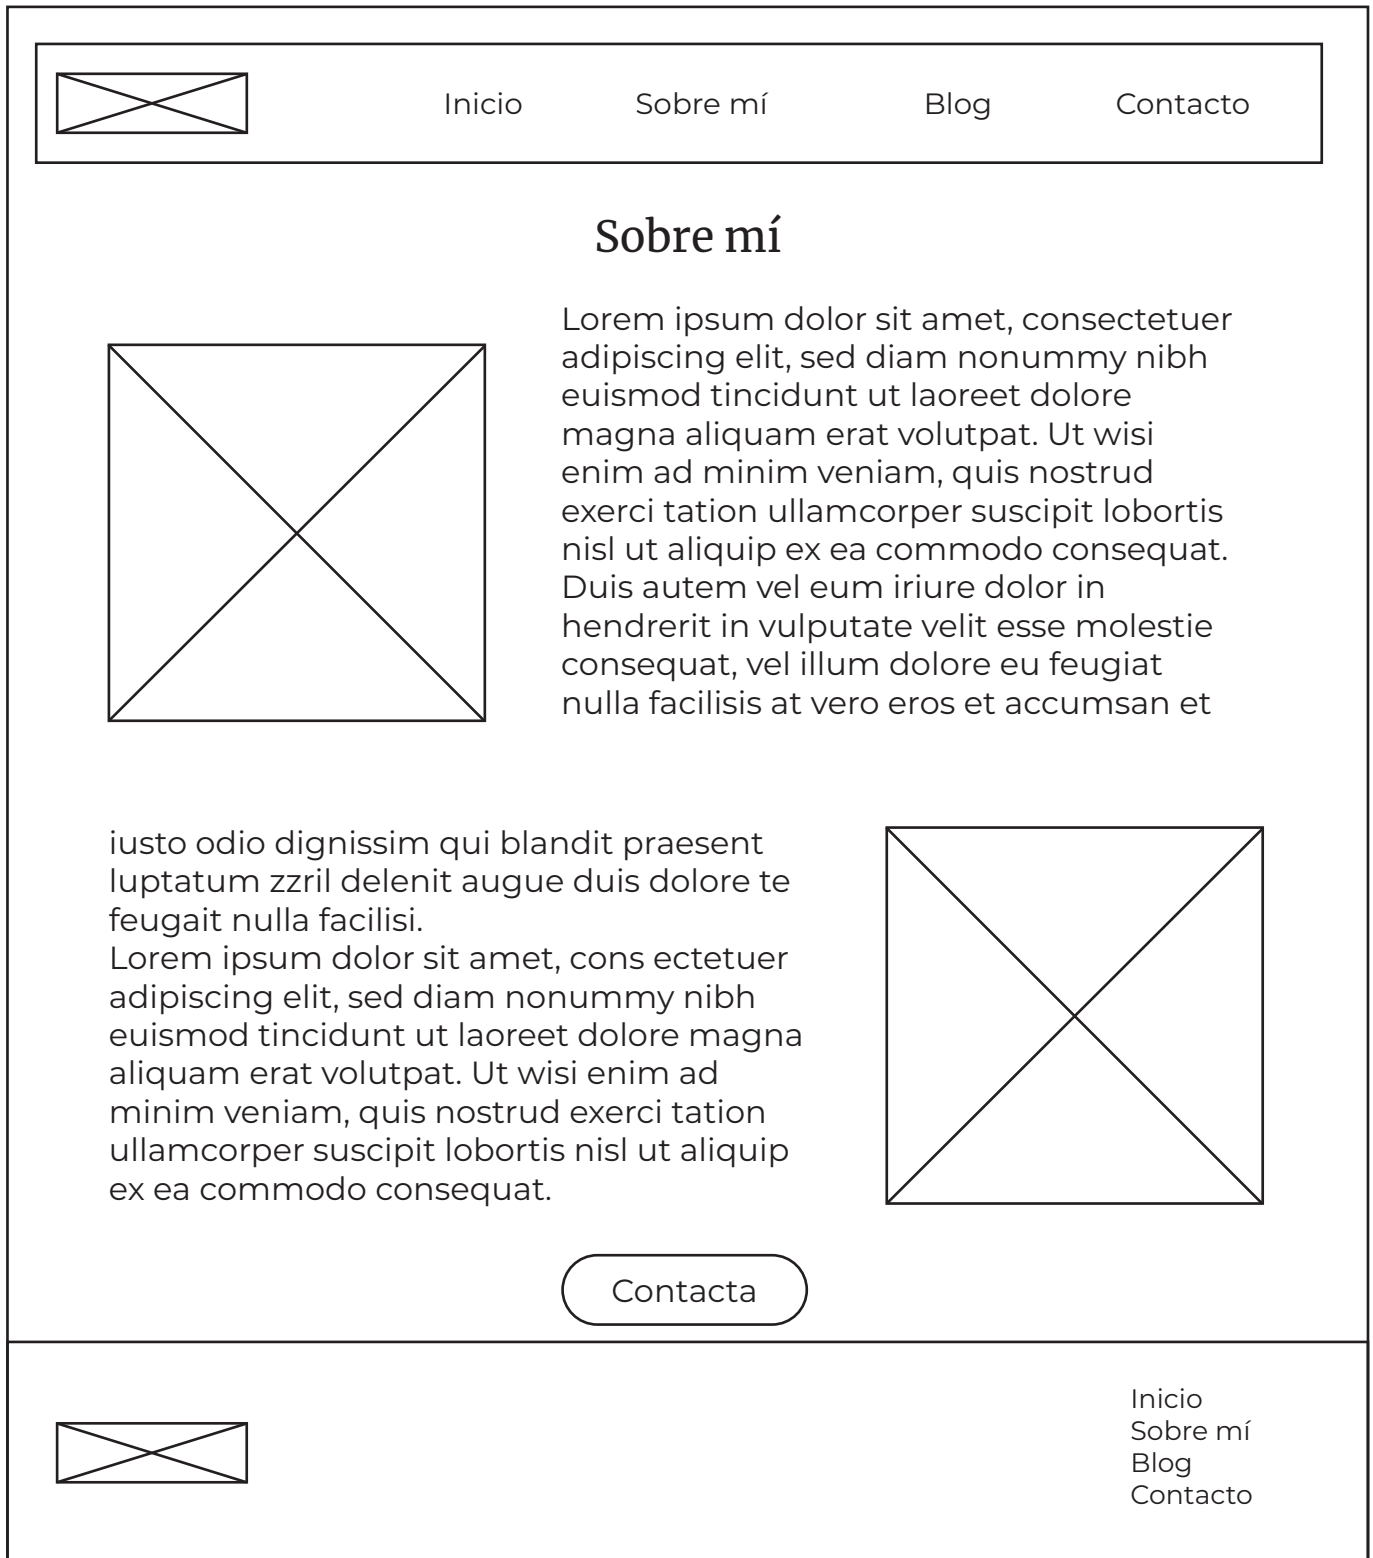 Inicio Sobre mí Blog Contacto
Sobre mí
Lorem ipsum dolor sit amet, consectetuer
adipiscing elit, sed diam nonummy nibh
euismod tincidunt ut laoreet dolore
magna aliquam erat volutpat. Ut wisi
enim ad minim veniam, quis nostrud
exerci tation ullamcorper suscipit lobortis
nisl ut aliquip ex ea commodo consequat.
Duis autem vel eum iriure dolor in
hendrerit in vulputate velit esse molestie
consequat, vel illum dolore eu feugiat
nulla facilisis at vero eros et accumsan et
iusto odio dignissim qui blandit praesent
luptatum zzril delenit augue duis dolore te
feugait nulla facilisi.
Lorem ipsum dolor sit amet, cons ectetuer
adipiscing elit, sed diam nonummy nibh
euismod tincidunt ut laoreet dolore magna
aliquam erat volutpat. Ut wisi enim ad
minim veniam, quis nostrud exerci tation
ullamcorper suscipit lobortis nisl ut aliquip
ex ea commodo consequat.
Contacta
Inicio
Sobre mí
Blog
Contacto